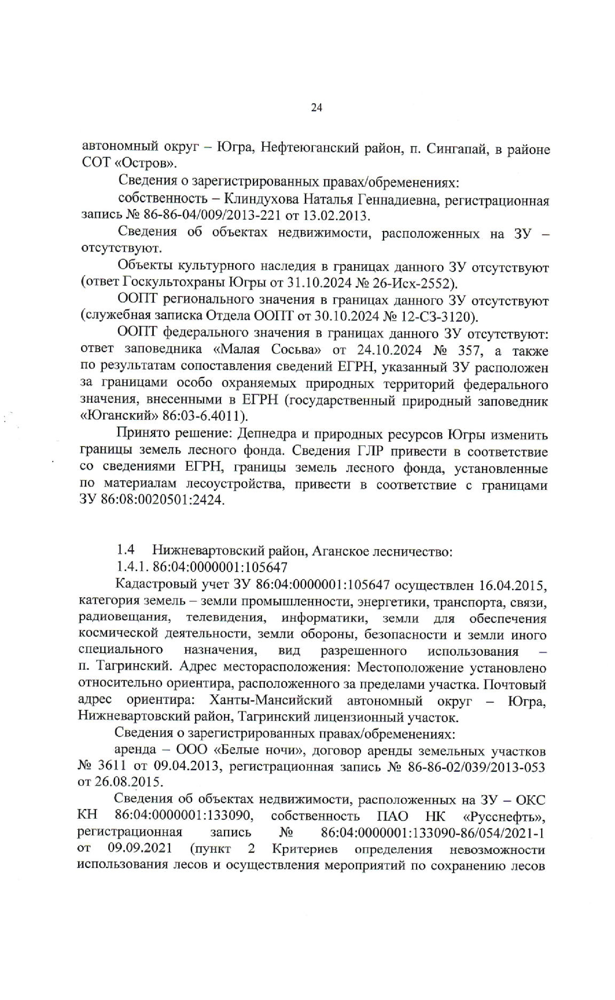 24
автономный округ – Югра, Нефтеюганский район, п. Сингапай, в районе
СОТ «Остров».
Сведения о зарегистрированных правах/обременениях:
собственность – Клиндухова Наталья Геннадиевна, регистрационная
запись № 86-86-04/009/2013-221 от 13.02.2013.
Сведения об объектах недвижимости, расположенных на ЗУ –
отсутствуют.
Объекты культурного наследия в границах данного ЗУ отсутствуют
(ответ Госкультохраны Югры от 31.10.2024 № 26-Исх-2552).
ООПТ регионального значения в границах данного ЗУ отсутствуют
(служебная записка Отдела ООПТ от 30.10.2024 № 12-СЗ-3120).
ООПТ федерального значения в границах данного ЗУ отсутствуют:
ответ заповедника «Малая Сосьва» от 24.10.2024 № 357, а также
по результатам сопоставления сведений ЕГРН, указанный ЗУ расположен
за границами особо охраняемых природных территорий федерального
значения, внесенными в ЕГРН (государственный природный заповедник
«Юганский» 86:03-6.4011).
Принято решение: Депнедра и природных ресурсов Югры изменить
границы земель лесного фонда. Сведения ГЛР привести в соответствие
со сведениями ЕГРН, границы земель лесного фонда, установленные
по материалам лесоустройства, привести в соответствие с границами
ЗУ 86:08:0020501:2424.
1.4 Нижневартовский район, Аганское лесничество:
1.4.1. 86:04:0000001:105647
Кадастровый учет ЗУ 86:04:0000001:105647 осуществлен 16.04.2015,
категория земель – земли промышленности, энергетики, транспорта, связи,
радиовещания, телевидения, информатики, земли для обеспечения
космической деятельности, земли обороны, безопасности и земли иного
специального назначения, вид разрешенного использования –
п. Тагринский. Адрес месторасположения: Местоположение установлено
относительно ориентира, расположенного за пределами участка. Почтовый
адрес ориентира: Ханты-Мансийский автономный округ – Югра,
Нижневартовский район, Тагринский лицензионный участок.
Сведения о зарегистрированных правах/обременениях:
аренда – ООО «Белые ночи», договор аренды земельных участков
№ 3611 от 09.04.2013, регистрационная запись № 86-86-02/039/2013-053
от 26.08.2015.
Сведения об объектах недвижимости, расположенных на ЗУ – ОКС
КН 86:04:0000001:133090, собственность ПАО НК «Русснефть»,
регистрационная запись № 86:04:0000001:133090-86/054/2021-1
от 09.09.2021 (пункт 2 Критериев определения невозможности
использования лесов и осуществления мероприятий по сохранению лесов